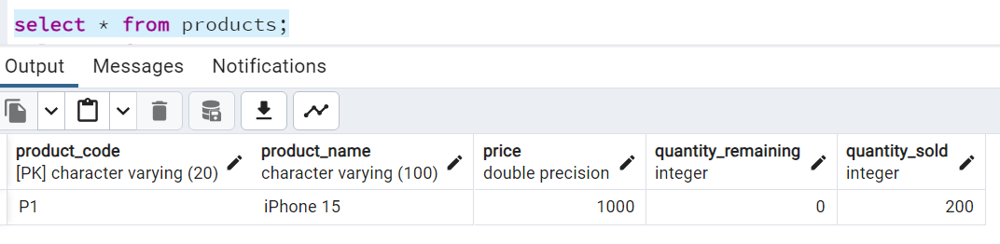 select * from products;
Output Messages Notifications
product_code product_name price quantity_remaining quantity_sold
[PK] character varying (20) character varying (100) double precision integer integer
P1 iPhone 15 1000 0 200